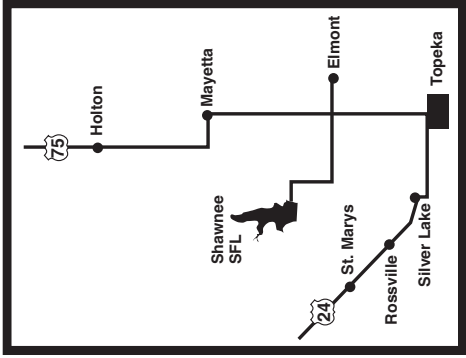 75
Holton
Mayetta
Elmont
Topeka
Shawnee
SFL
St. Marys
Silver Lake
Rossville
24